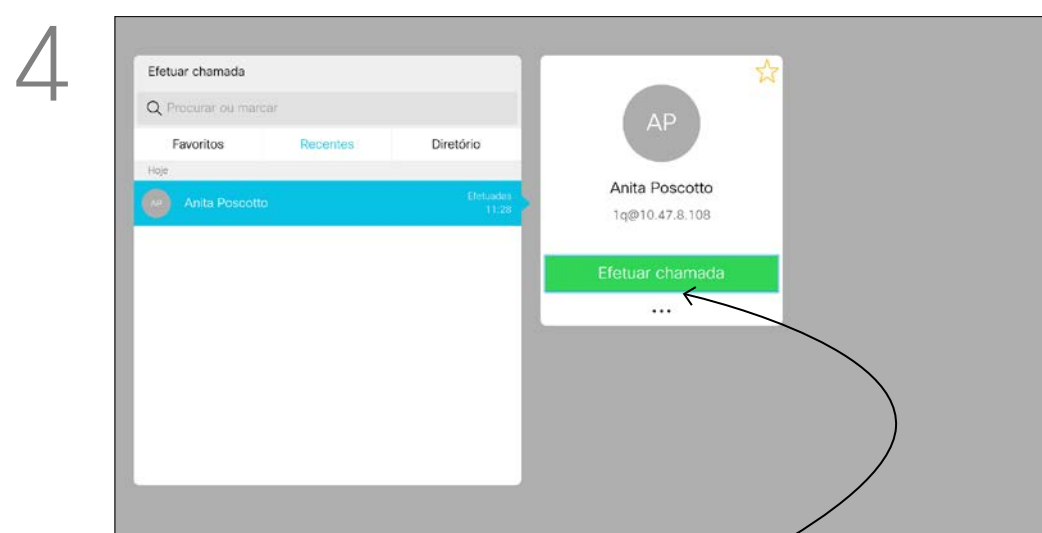 4
Efetuar chamada
Procurar ou marcar
Favoritos Recentes Diretório
Hoje
AP Anita Poscotto Efetuadas
11:28
AP
Anita Poscotto
1q@10.47.8.108
Efetuar chamada
...